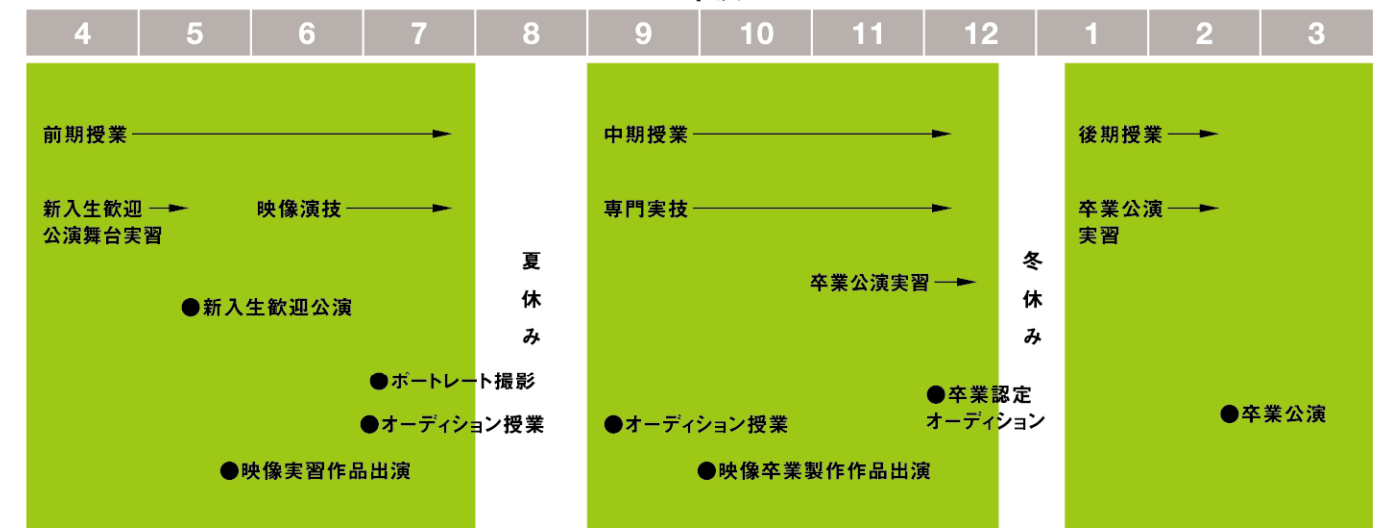 4 5 6 7 8 9 10 11 12 1 2 3
前期授業
中期授業
後期授業
新入生歓迎
公演舞台実習
映像演技
専門実技
卒業公演
実習
夏休み
冬休み
卒業公演実習
●新入生歓迎公演
●ポートレート撮影
●オーディション授業
●オーディション授業
●卒業認定
オーディション
●卒業公演
●映像実習作品出演
●映像卒業製作作品出演